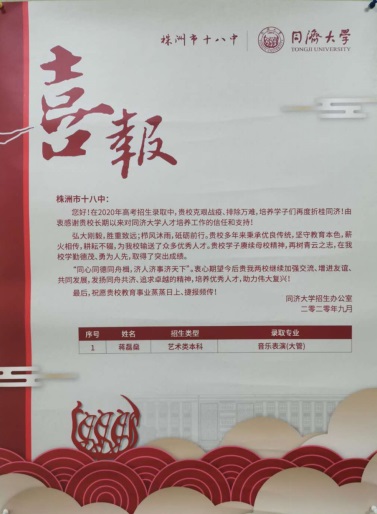 株洲市十八中 同濟大學
TONGJI UNIVERSITY
喜報
株洲市十八中：
您好！在2020年高考招生录取中，贵校克艰战疫、排除万难，培养学子们再度折桂同济！由
衷感谢贵校长期以来对同济大学人才培养工作的信任和支持！
弘大刚毅，胜重致远；栉风沐雨，砥砺前行。贵校多年来秉承优良传统，坚守教育本色，薪
火相传，耕耘不辍，为我校输送了众多优秀人才。贵校学子赓续母校精神，再树青云之志，在我
校学勤德茂、勇为人先，取得了突出成绩。
“同心同德同舟楫，济人济事济天下”。衷心期望今后贵我两校继续加强交流，增进友谊、
共同发展，发扬同舟共济、追求卓越的精神，培养优秀人才，助力伟大复兴！
最后，祝愿贵校教育事业蒸蒸日上、捷报频传！
同济大学招生办公室
二〇二〇年九月
序号 姓名 招生类型 录取专业
1 蒋磊燊 艺术类本科 音乐表演(大管)